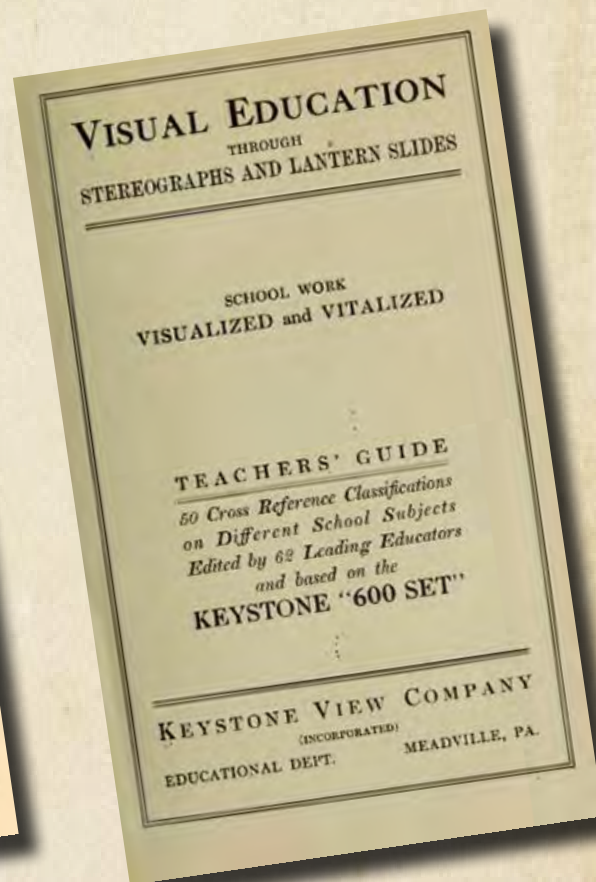 VISUAL EDUCATION
THROUGH
STEREOGRAPHS AND LANTERN SLIDES
SCHOOL WORK
VISUALIZED and VITALIZED
TEACHERS' GUIDE
50 Cross Reference Classifications
on Different School Subjects
Edited by 62 Leading Educators
and based on the
KEYSTONE "600 SET"
KEYSTONE VIEW COMPANY
(INCORPORATED)
EDUCATIONAL DEPT. MEADVILLE, PA.